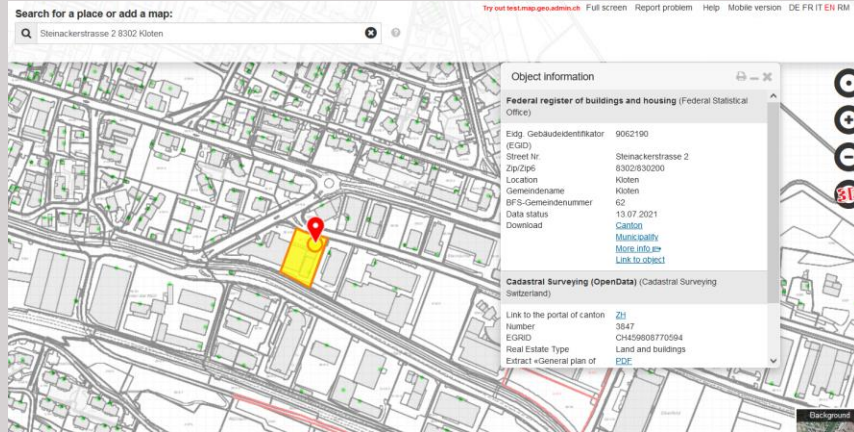 Search for a place or add a map:
Try out test.map.geo.admin.ch Full screen Report problem Help Mobile version DE FR IT EN RM
Steinackerstrasse 2 8302 Kloten
Object information
Federal register of buildings and housing (Federal Statistical
Office)
Eidg. Gebäudeidentifikator 9062190
(EGID)
Street Nr. Steinackerstrasse 2
Zip/Zip6 8302/830200
Location Kloten
Gemeindename Kloten
BFS-Gemeindenummer 62
Data status 13.07.2021
Download Canton
Municipality
More info
Link to object
Cadastral Surveying (OpenData) (Cadastral Surveying
Switzerland)
Link to the portal of canton ZH
Number 3847
EGRID CH459808770594
Real Estate Type Land and buildings
Extract «General plan of PDF
3D
Background